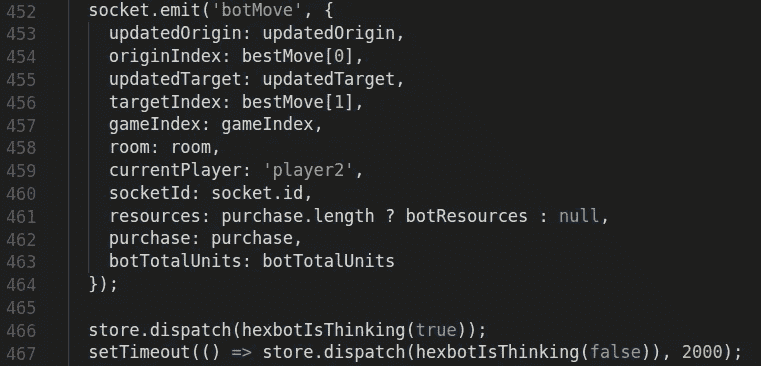 452 socket.emit('botMove', {
453 updatedOrigin: updatedOrigin,
454 originIndex: bestMove[0],
455 updatedTarget: updatedTarget,
456 targetIndex: bestMove[1],
457 gameIndex: gameIndex,
458 room: room,
459 currentPlayer: 'player2',
460 socketId: socket.id,
461 resources: purchase.length ? botResources : null,
462 purchase: purchase,
463 botTotalUnits: botTotalUnits
464 });
465
466 store.dispatch(hexbotIsThinking(true));
467 setTimeout(() => store.dispatch(hexbotIsThinking(false)), 2000);